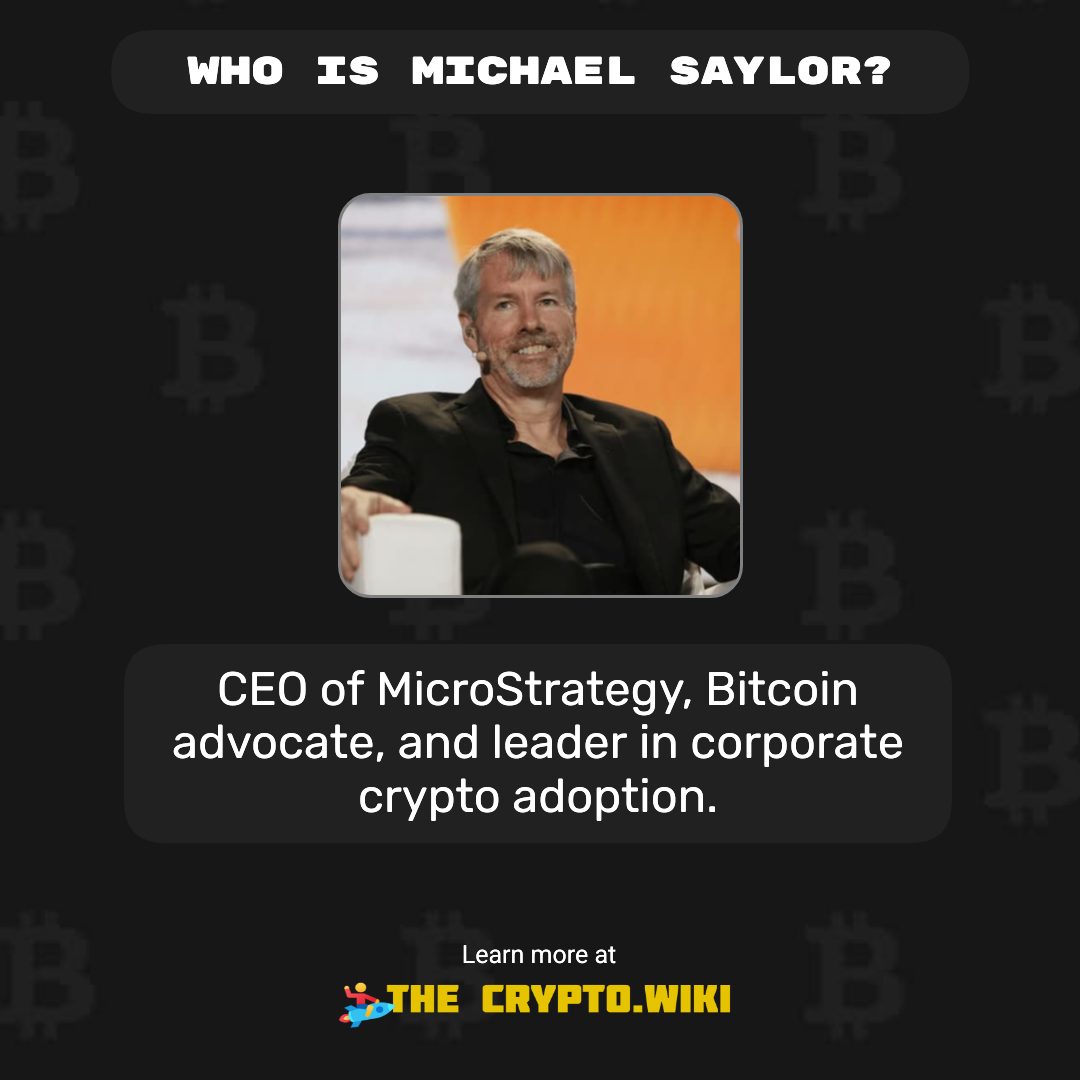 WHO IS MICHAEL SAYLOR?
CEO of MicroStrategy, Bitcoin
advocate, and leader in corporate
crypto adoption.
Learn more at
THE CRYPTO.WIKI